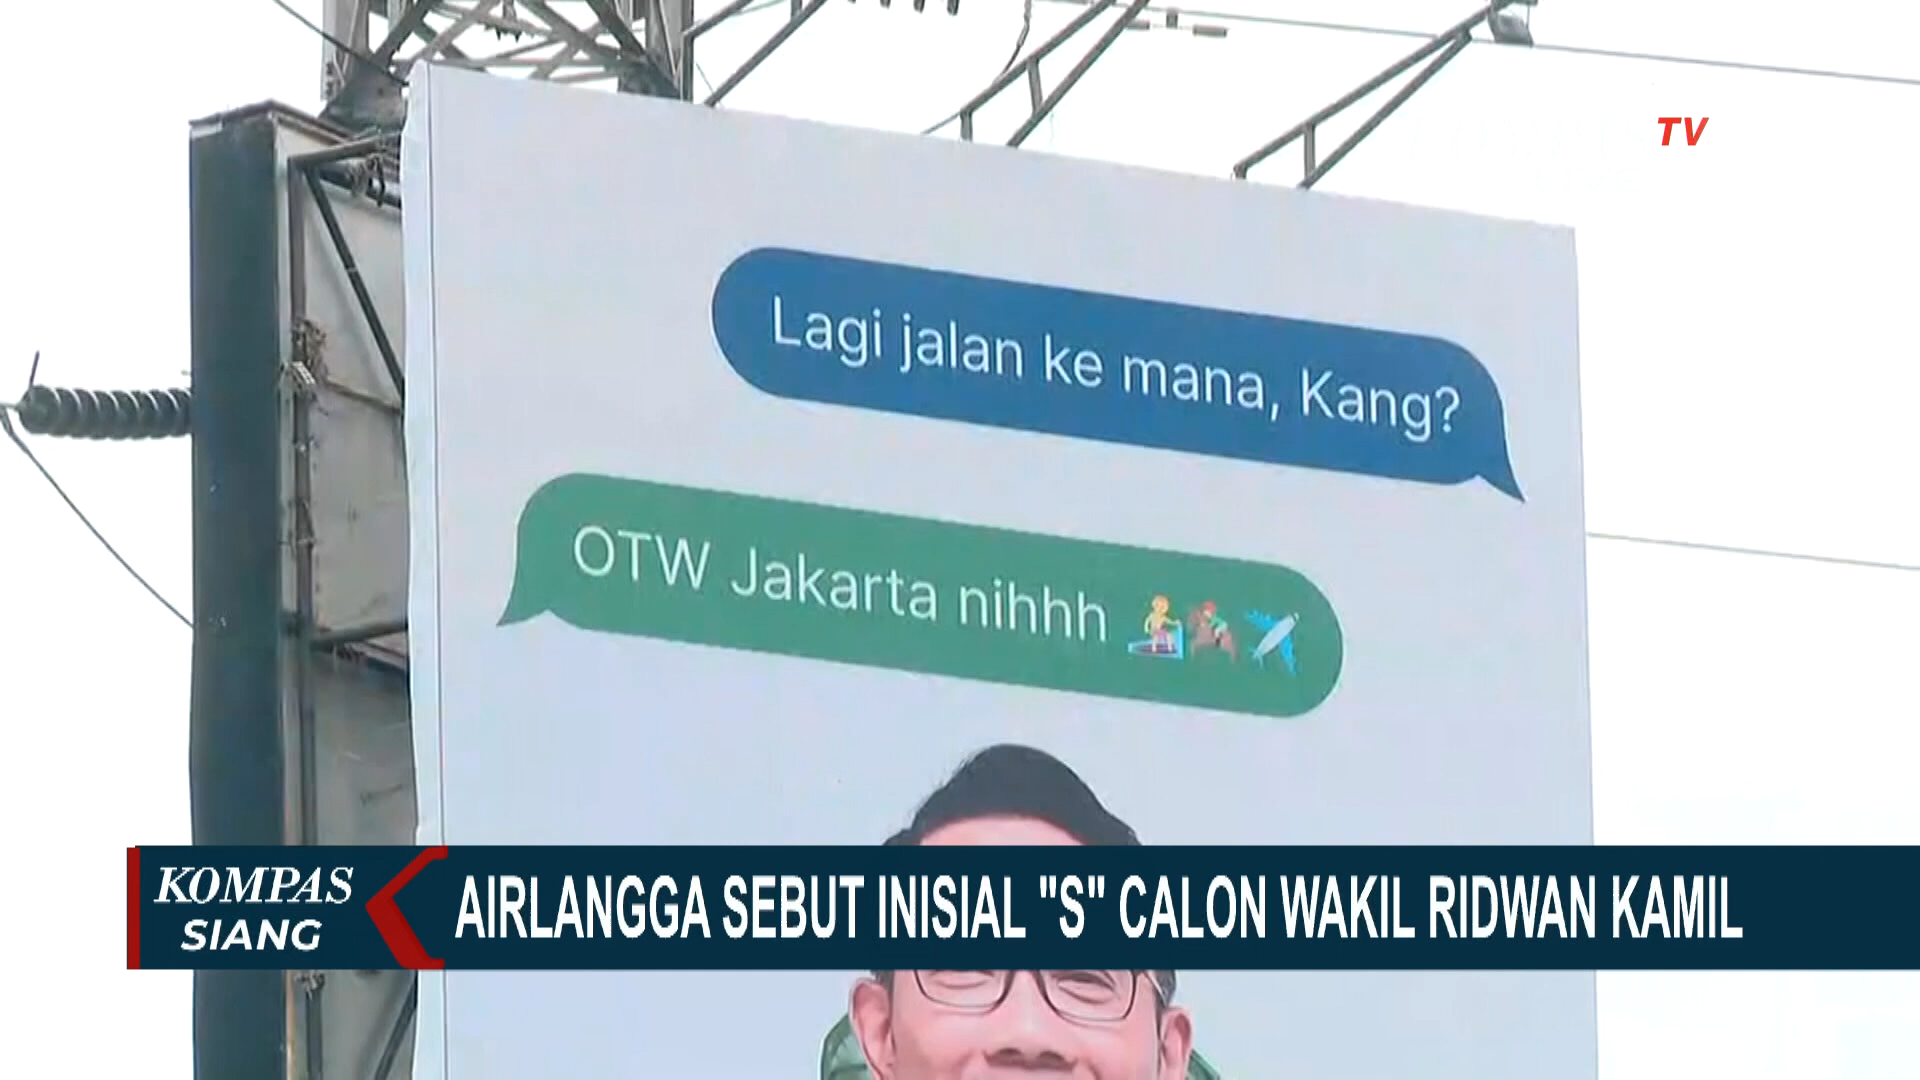 TV
Lagi jalan ke mana, Kang?
OTW Jakarta nihhh
KOMPAS
SIANG
AIRLANGGA SEBUT INISIAL "S" CALON WAKIL RIDWAN KAMIL